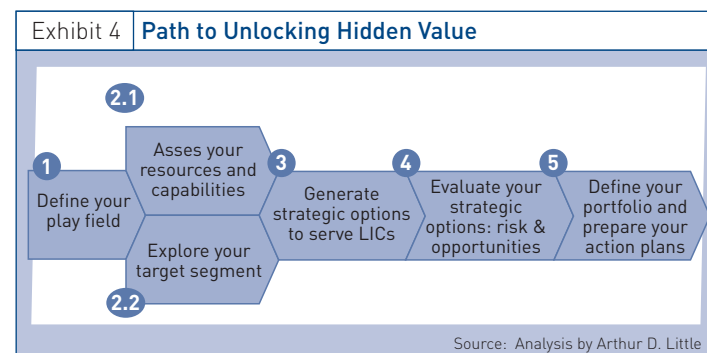 Exhibit 4 Path to Unlocking Hidden Value
1
Define your
play field
2.1
Asses your
resources and
capabilities
2.2
Explore your
target segment
3
Generate
strategic options
to serve LICs
4
Evaluate your
strategic
options: risk &
opportunities
5
Define your
portfolio and
prepare your
action plans
Source: Analysis by Arthur D. Little